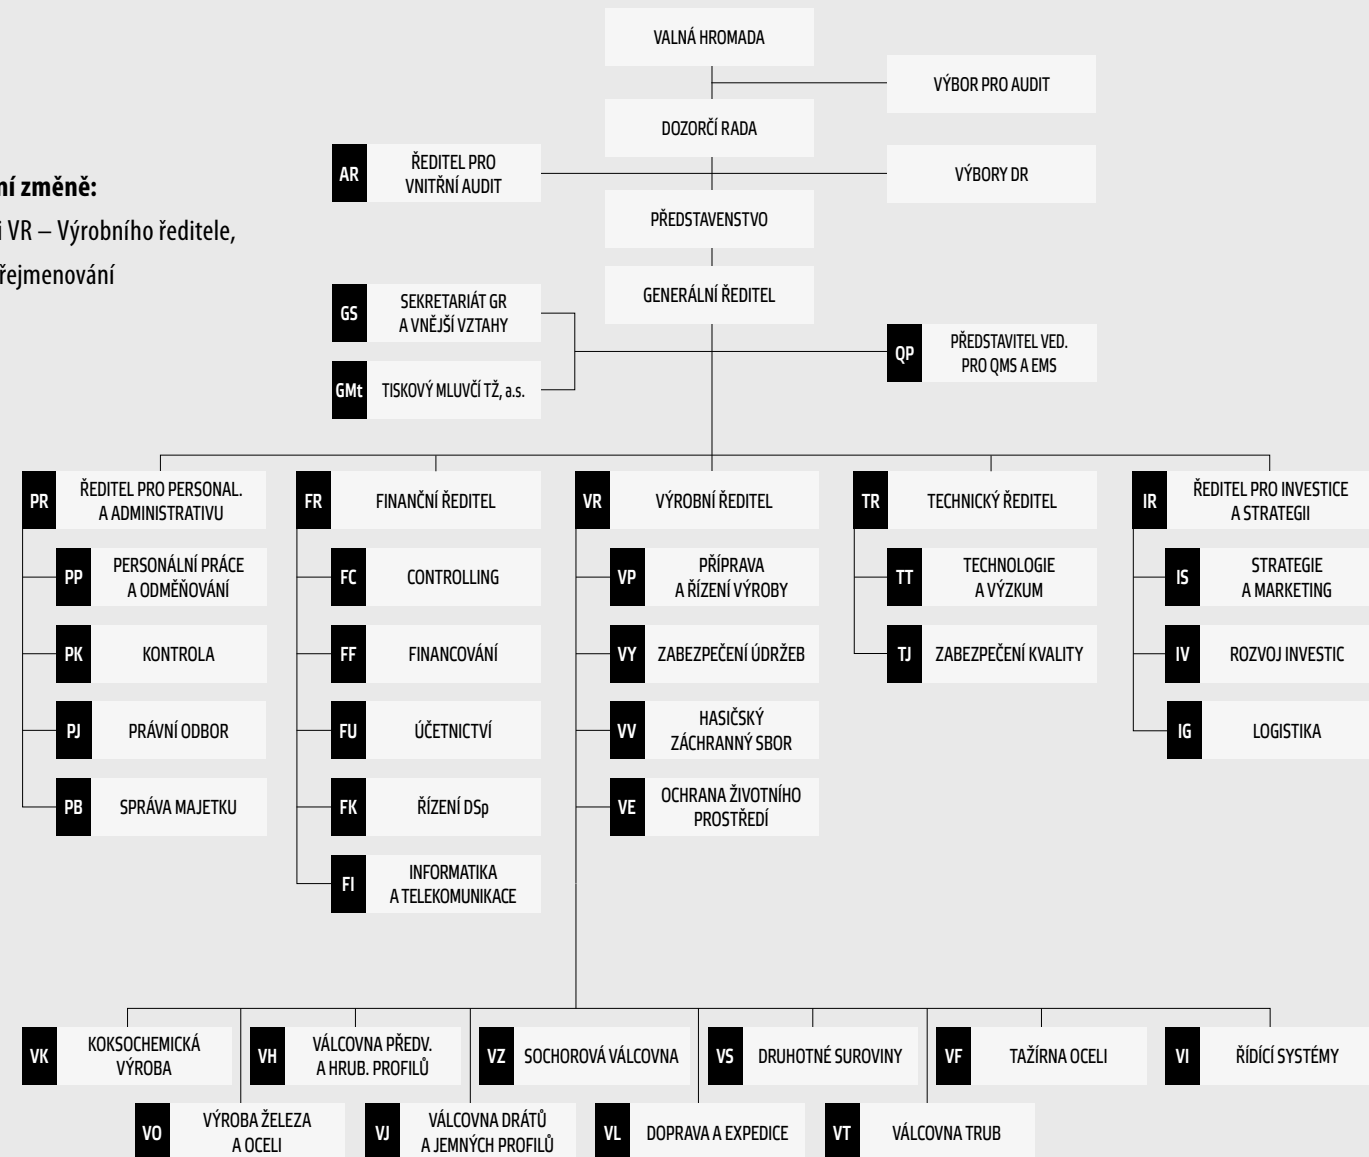 VALNÁ HROMADA
VÝBOR PRO AUDIT
DOZORČÍ RADA
AR
ŘEDITEL PRO
VNITŘNÍ AUDIT
VÝBORY DR
ní změně:
i VR – Výrobního ředitele,
řejmenování
PŘEDSTAVENSTVO
GENERÁLNÍ ŘEDITEL
GS
SEKRETARIÁT GR
A VNĚJŠÍ VZTAHY
QP
PŘEDSTAVITEL VED.
PRO QMS A EMS
GMt
TISKOVÝ MLUVČÍ TŽ, a.s.
PR
ŘEDITEL PRO PERSONAL.
A ADMINISTRATIVU
FR
FINANČNÍ ŘEDITEL
VR
VÝROBNÍ ŘEDITEL
TR
TECHNICKÝ ŘEDITEL
IR
ŘEDITEL PRO INVESTICE
A STRATEGII
PP
PERSONÁLNÍ PRÁCE
A ODMĚŇOVÁNÍ
FC
CONTROLLING
VP
PŘÍPRAVA
A ŘÍZENÍ VÝROBY
TT
TECHNOLOGIE
A VÝZKUM
IS
STRATEGIE
A MARKETING
PK
KONTROLA
FF
FINANCOVÁNÍ
VY
ZABEZPEČENÍ ÚDRŽEB
TJ
ZABEZPEČENÍ KVALITY
IV
ROZVOJ INVESTIC
PJ
PRÁVNÍ ODBOR
FU
ÚČETNICTVÍ
VV
HASIČSKÝ
ZÁCHRANNÝ SBOR
IG
LOGISTIKA
PB
SPRÁVA MAJETKU
FK
ŘÍZENÍ DSp
VE
OCHRANA ŽIVOTNÍHO
PROSTŘEDÍ
FI
INFORMATIKA
A TELEKOMUNIKACE
VK
KOKSOCHEMICKÁ
VÝROBA
VH
VÁLCOVNA PŘEDV.
A HRUB. PROFILŮ
VZ
SOCHOROVÁ VÁLCOVNA
VS
DRUHOTNÉ SUROVINY
VF
TAŽÍRNA OCELI
VI
ŘÍDÍCÍ SYSTÉMY
VO
VÝROBA ŽELEZA
A OCELI
VJ
VÁLCOVNA DRÁTŮ
A JEMNÝCH PROFILŮ
VL
DOPRAVA A EXPEDICE
VT
VÁLCOVNA TRUB